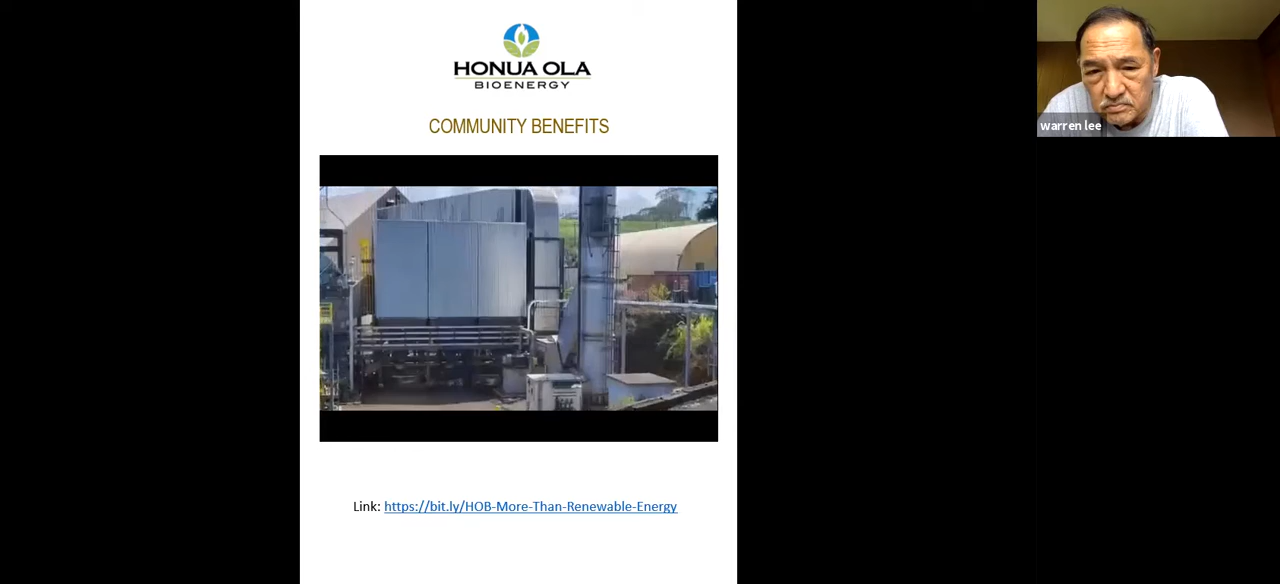 HONUA OLA
BIOENERGY
COMMUNITY BENEFITS
warren lee
Link: https://bit.ly/HOB-More-Than-Renewable-Energy